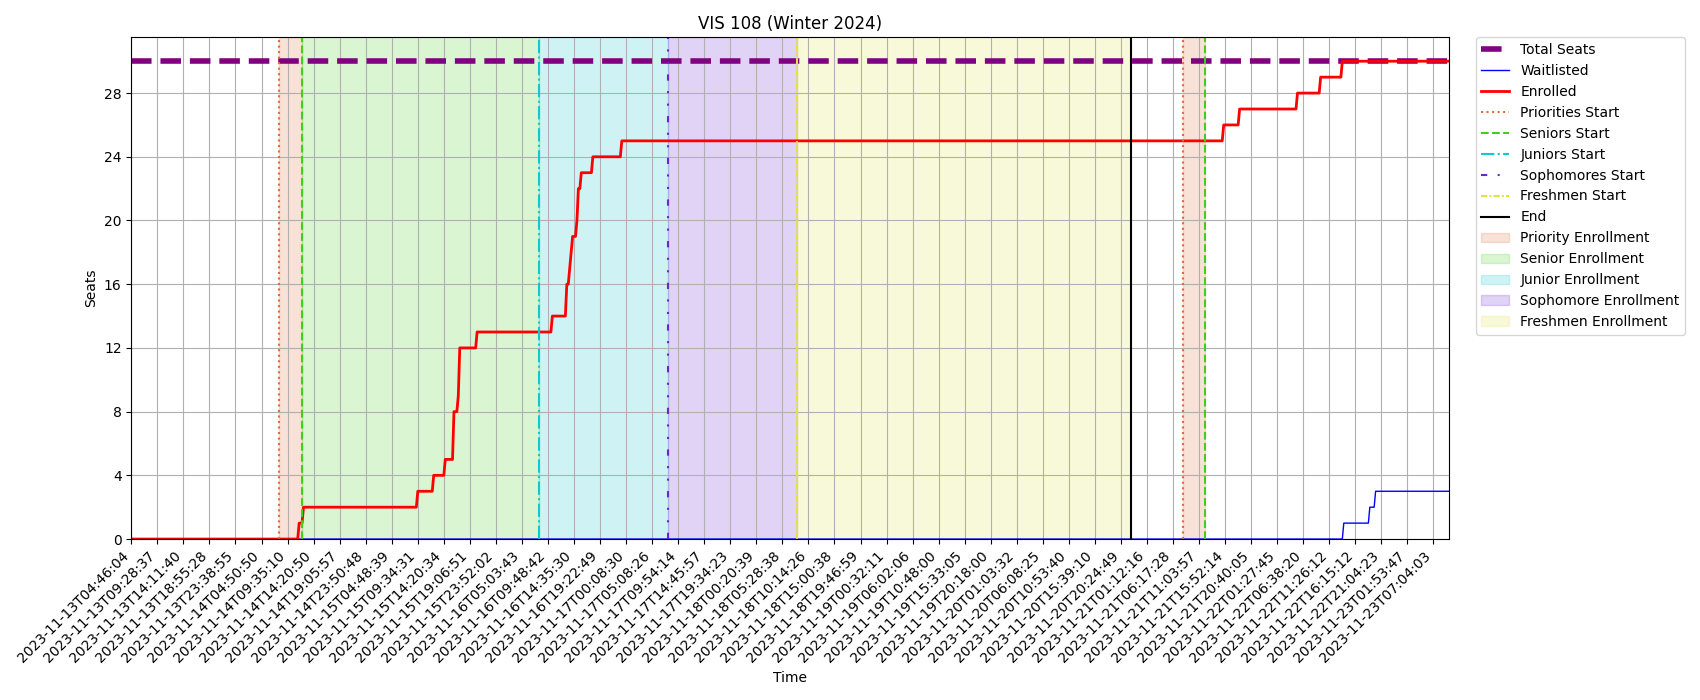 VIS 108 (Winter 2024)
Seats
28
24
20
16
12
8
4
0
2023-11-13T04:46:04
2023-11-13T09:28:37
2023-11-13T14:11:40
2023-11-13T18:55:28
2023-11-13T23:38:55
2023-11-14T04:50:50
2023-11-14T09:35:10
2023-11-14T14:20:50
2023-11-14T19:05:57
2023-11-14T23:50:48
2023-11-15T04:48:39
2023-11-15T09:34:31
2023-11-15T14:20:34
2023-11-15T19:06:51
2023-11-15T23:52:02
2023-11-16T05:03:43
2023-11-16T09:48:42
2023-11-16T14:35:30
2023-11-16T19:22:49
2023-11-17T00:08:30
2023-11-17T05:08:26
2023-11-17T09:54:14
2023-11-17T14:45:57
2023-11-17T19:34:23
2023-11-18T00:20:39
2023-11-18T05:28:38
2023-11-18T10:14:26
2023-11-18T15:00:38
2023-11-18T19:46:59
2023-11-19T00:32:11
2023-11-19T06:02:06
2023-11-19T10:48:00
2023-11-19T15:33:05
2023-11-19T20:18:00
2023-11-20T01:03:32
2023-11-20T06:08:25
2023-11-20T10:53:40
2023-11-20T15:39:10
2023-11-20T20:24:49
2023-11-21T01:12:16
2023-11-21T06:17:28
2023-11-21T11:03:57
2023-11-21T15:52:14
2023-11-21T20:40:05
2023-11-22T01:27:45
2023-11-22T06:38:20
2023-11-22T11:26:12
2023-11-22T16:15:12
2023-11-22T21:04:23
2023-11-23T01:53:47
2023-11-23T07:04:03
Time
Total Seats
Waitlisted
Enrolled
Priorities Start
Seniors Start
Juniors Start
Sophomores Start
Freshmen Start
End
Priority Enrollment
Senior Enrollment
Junior Enrollment
Sophomore Enrollment
Freshmen Enrollment